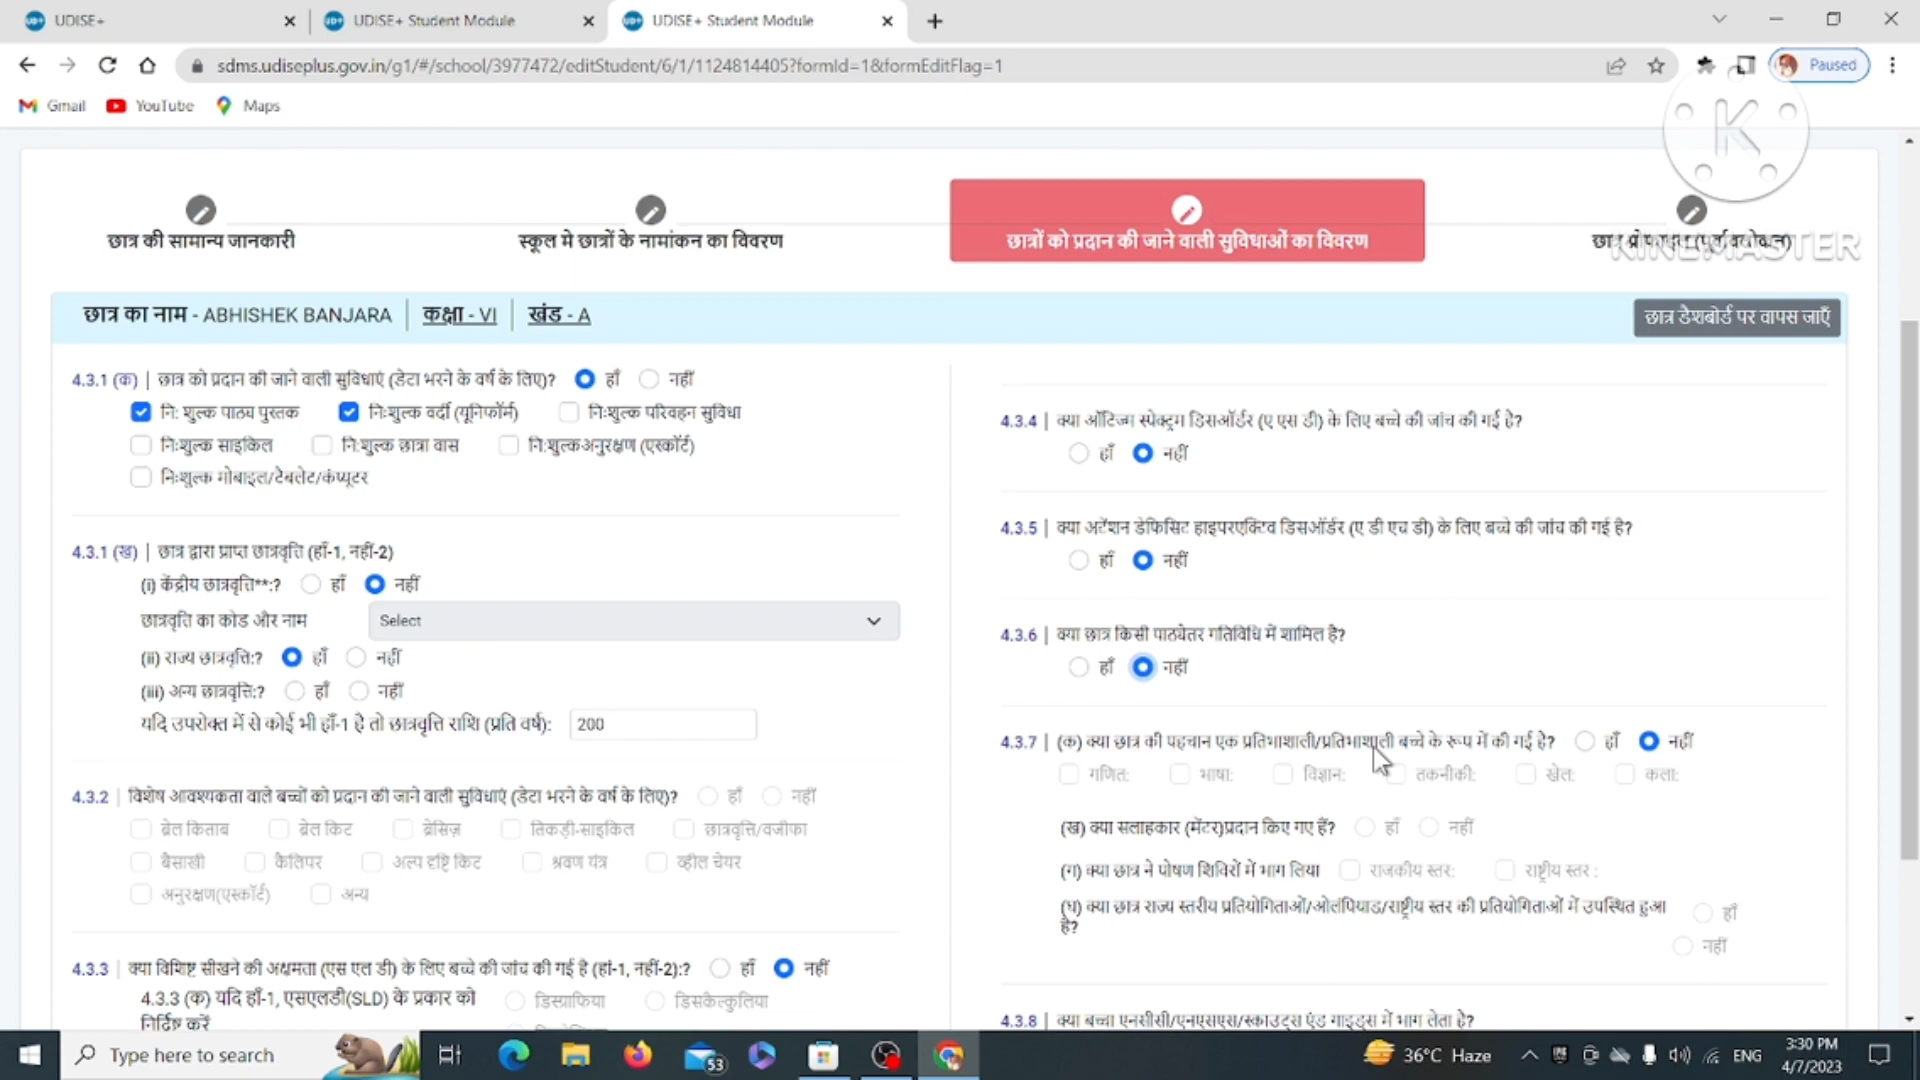 UDISE+
UDISE+ Student Module
UDISE+ Student Module
sdms.udiseplus.gov.in/g1/#/school/3977472/editStudent/6/1/1124814405?formId=1&formEditFlag=1
Paused
Gmail YouTube Maps
K
छात्र की सामान्य जानकारी
स्कूल मे छात्रों के नामांकन का विवरण
छात्रों को प्रदान की जाने वाली सुविधाओं का विवरण
KINEMASTER
छात्र का नाम - ABHISHEK BANJARA कक्षा - VI खंड - A
छात्र डैशबोर्ड पर वापस जाएँ
4.3.1 (क) | छात्र को प्रदान की जाने वाली सुविधाएं (डेटा भरने के वर्ष के लिए)? हाँ नहीं
नि: शुल्क पाठ्य पुस्तक निःशुल्क वर्दी (यूनिफॉर्म) निःशुल्क परिवहन सुविधा
निःशुल्क साइकिल नि:शुल्क छात्रा वास नि:शुल्कअनुरक्षण (एस्कॉर्ट)
निःशुल्क मोबाइल/टैबलेट/कंप्यूटर
4.3.1 (ख) | छात्र द्वारा प्राप्त छात्रवृत्ति (हाँ-1, नहीं-2)
(i) केंद्रीय छात्रवृत्ति**:? हाँ नहीं
छात्रवृति का कोड और नाम Select
(ii) राज्य छात्रवृत्ति:? हाँ नहीं
(iii) अन्य छात्रवृत्ति:? हाँ नहीं
यदि उपरोक्त में से कोई भी हाँ-1 है तो छात्रवृत्ति राशि (प्रति वर्ष): 200
4.3.2 | विशेष आवश्यकता वाले बच्चों को प्रदान की जाने वाली सुविधाएं (डेटा भरने के वर्ष के लिए)? हाँ नहीं
ब्रेल किताब ब्रेल किट ब्रेसिज़ तिकड़ी-साइकिल छात्रवृत्ति/वजीफा
बैसाखी कैलिपर अल्प दृष्टि किट श्रवण यंत्र व्हील चेयर
अनुरक्षण(एस्कॉर्ट) अन्य
4.3.3 | क्या विशिष्ट सीखने की अक्षमता (एस एल डी) के लिए बच्चे की जांच की गई है (हां-1, नहीं-2):? हाँ नहीं
4.3.3 (क) यदि हाँ-1, एसएलडी(SLD) के प्रकार को डिस्ग्राफिया डिसकैल्कुलिया
निर्दिष्ट करें
4.3.4 | क्या ऑटिज्म स्पेक्ट्रम डिसऑर्डर (ए एस डी) के लिए बच्चे की जांच की गई है?
हाँ नहीं
4.3.5 | क्या अटेंशन डेफिसिट हाइपरएक्टिव डिसऑर्डर (ए डी एच डी) के लिए बच्चे की जांच की गई है?
हाँ नहीं
4.3.6 | क्या छात्र किसी पाठ्येतर गतिविधि में शामिल है?
हाँ नहीं
4.3.7 | (क) क्या छात्र की पहचान एक प्रतिभाशाली/प्रतिभाशाली बच्चे के रूप में की गई है? हाँ नहीं
गणित: भाषा: विज्ञान: तकनीकी: खेल: कला:
(ख) क्या सलाहकार (मेंटर)प्रदान किए गए हैं? हाँ नहीं
(ग) क्या छात्र ने पोषण शिविरों में भाग लिया राजकीय स्तर: राष्ट्रीय स्तर :
(घ) क्या छात्र राज्य स्तरीय प्रतियोगिताओं/ओलंपियाड/राष्ट्रीय स्तर की प्रतियोगिताओं में उपस्थित हुआ हाँ
है?
नहीं
4.3.8 | क्या बच्चा एनसीसी/एनएसएस/स्काउट्स एंड गाइड्स में भाग लेता है?
Type here to search
53
36°C Haze
ENG
3:30 PM
4/7/2023